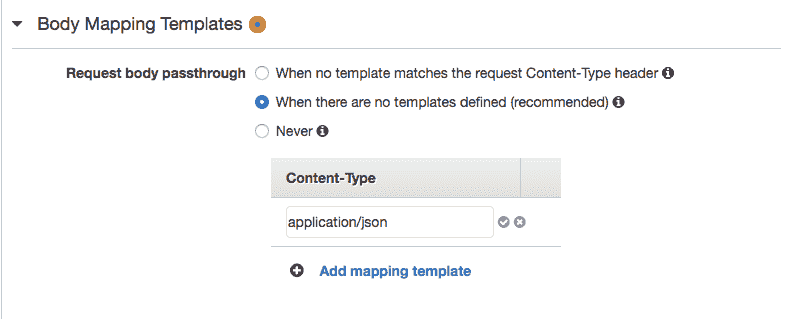 Body Mapping Templates
Request body passthrough When no template matches the request Content-Type header
When there are no templates defined (recommended)
Never
Content-Type
application/json
Add mapping template